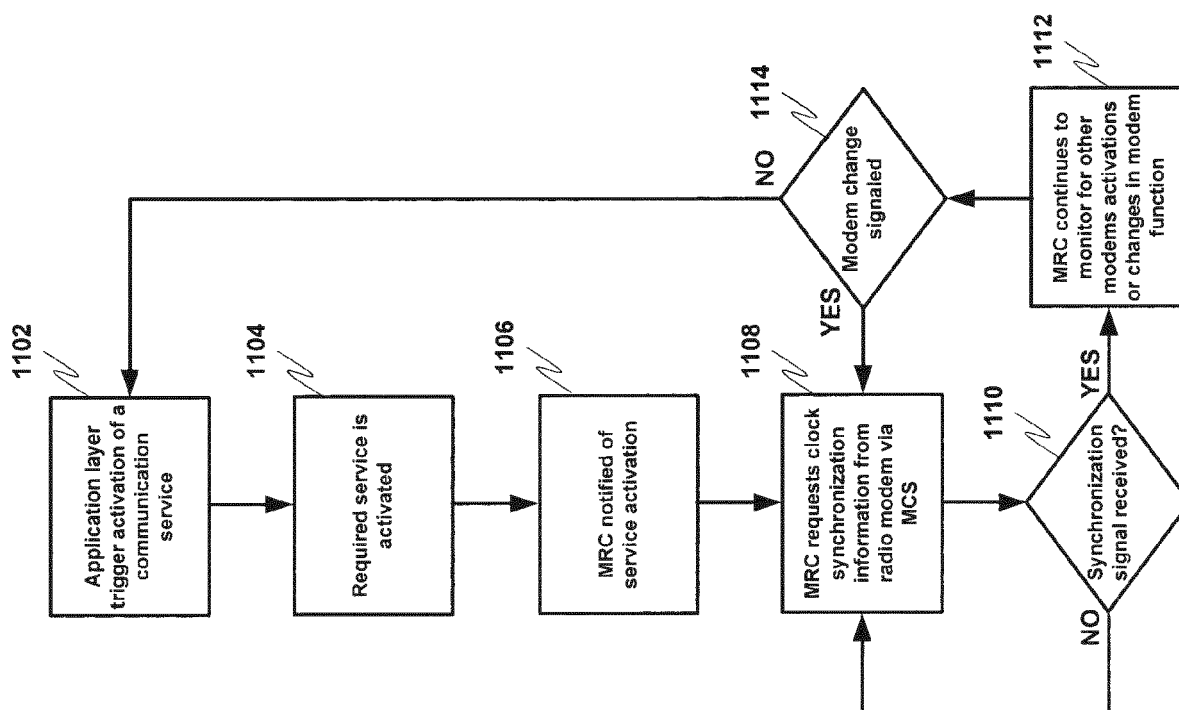 1102
Application layer
trigger activation of a
communication
service
1104
Required service is
activated
1106
MRC notified of
service activation
1108
MRC requests clock
synchronization
information from
radio modem via
MCS
1110
Synchronization
signal received?
NO
YES
1112
MRC continues to
monitor for other
modems activations
or changes in modem
function
1114
Modem change
signaled
NO
YES